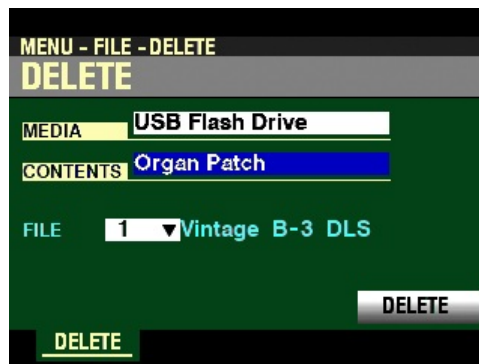 MENU - FILE - DELETE
DELETE
MEDIA USB Flash Drive
CONTENTS Organ Patch
FILE 1 ▼Vintage B-3 DLS
DELETE
DELETE